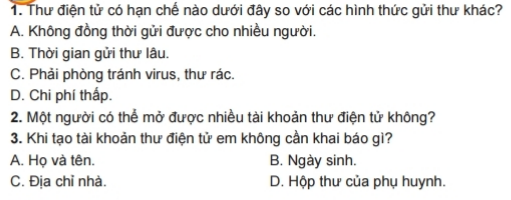 1. Thư điện tử có hạn chế nào dưới đây so với các hình thức gửi thư khác?
A. Không đồng thời gửi được cho nhiều người.
B. Thời gian gửi thư lâu.
C. Phải phòng tránh virus, thư rác.
D. Chi phí thấp.
2. Một người có thể mở được nhiều tài khoản thư điện tử không?
3. Khi tạo tài khoản thư điện tử em không cần khai báo gì?
A. Họ và tên. B. Ngày sinh.
C. Địa chỉ nhà. D. Hộp thư của phụ huynh.